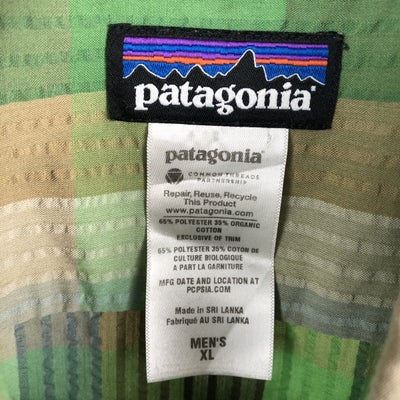 patagonia
patagonia
COMMON THREADS
PARTNERSHIP
Repair, Reuse, Recycle
This Product
www.patagonia.com
65% POLYESTER 35% ORGANIC
COTTON
EXCLUSIVE OF TRIM
65% POLYESTER 35% COTON DE
CULTURE BIOLOGIQUE
A PART LA GARNITURE
MFG DATE AND LOCATION AT
PCPSIA.COM
Made in SRI LANKA
Fabriqué AU SRI LANKA
MEN'S
XL